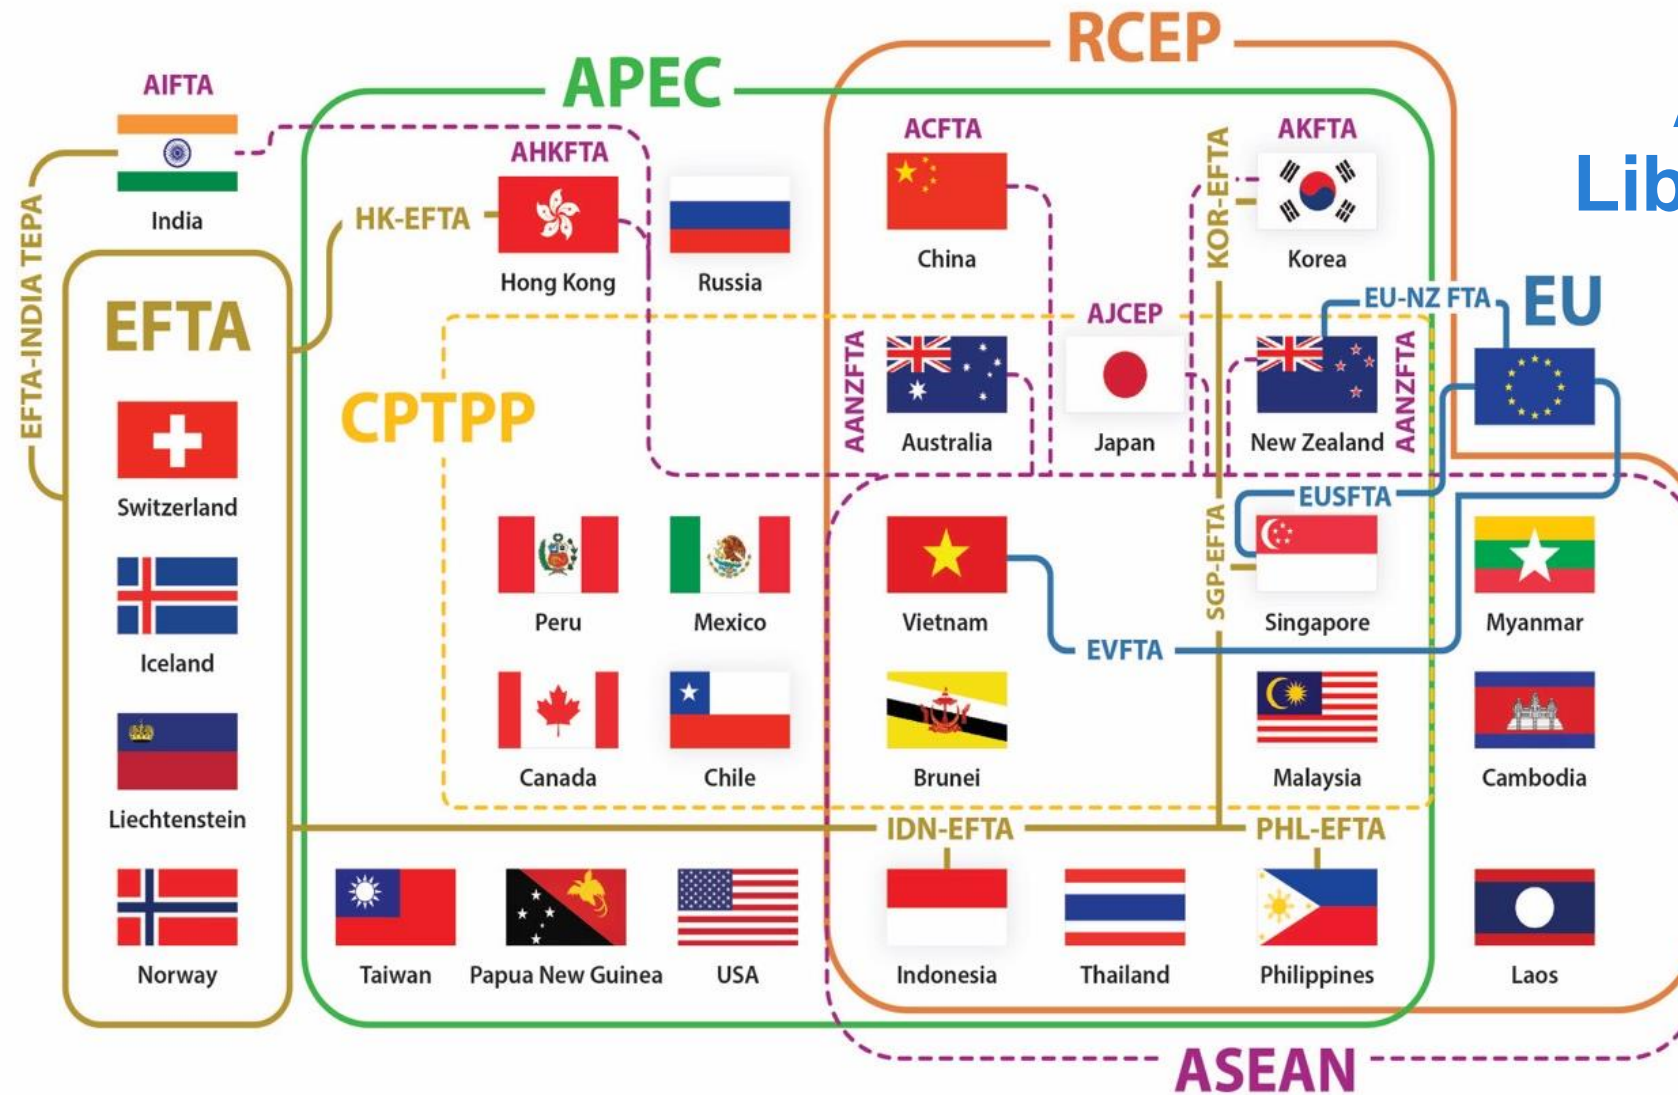 RCEP
APEC
AIFTA
AHKFTA
ACFTA
AKFTA
KOR-EFTA
Lib
India
EFTA-INDIA TEPA
HK-EFTA
Hong Kong
Russia
China
Korea
EFTA
EU-NZ FTA
EU
AJCEP
CPTPP
AANZFTA
Australia
Japan
New Zealand
AANZFTA
Switzerland
EUSFTA
SGP-EFTA
Peru
Mexico
Vietnam
Singapore
Myanmar
EVFTA
Iceland
Canada
Chile
Brunei
Malaysia
Cambodia
Liechtenstein
IDN-EFTA
PHL-EFTA
Norway
Taiwan
Papua New Guinea
USA
Indonesia
Thailand
Philippines
Laos
ASEAN